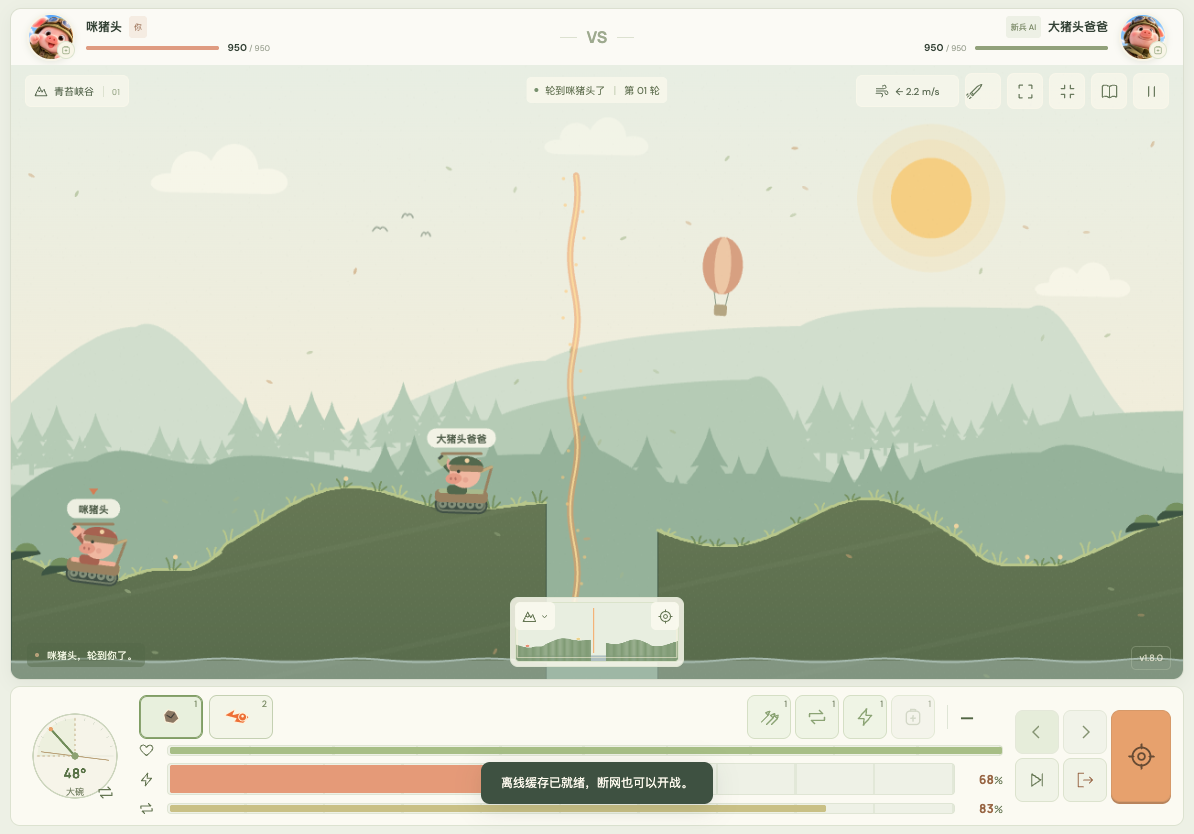 咪猪头 你
950 / 950
VS
新兵 AI 大猪头爸爸
950 / 950
青苔峡谷 01
轮到咪猪头了 第 01 轮
← 2.2 m/s
大猪头爸爸
咪猪头
咪猪头，轮到你了。
v1.8.0
1
2
1
1
1
1
48°
大碗
离线缓存已就绪，断网也可以开战。
68%
83%